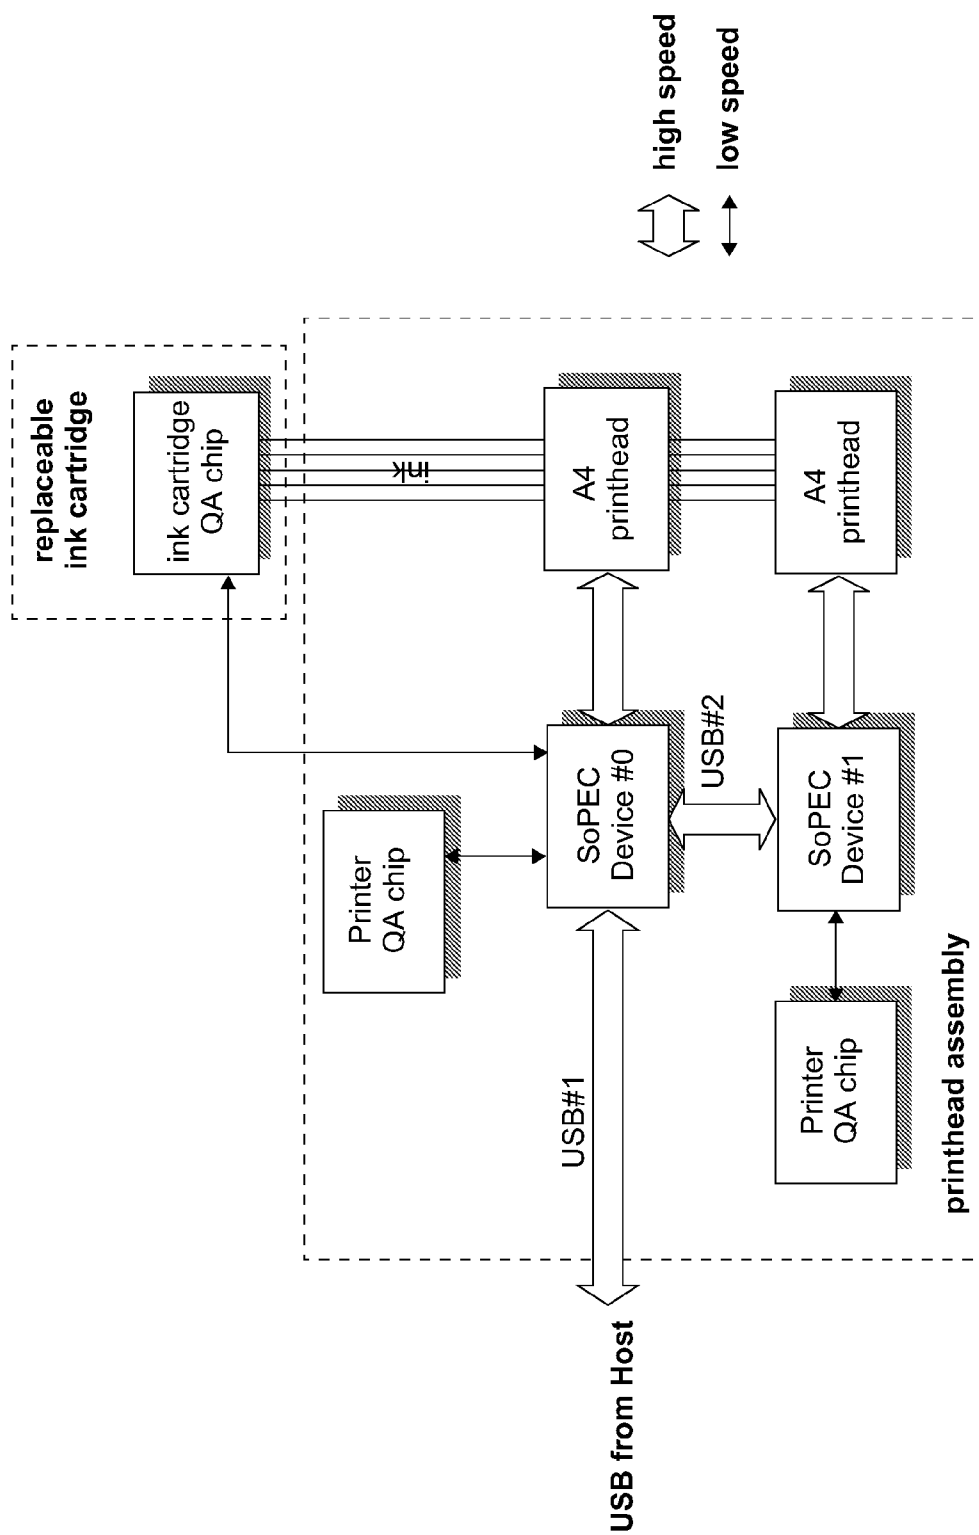 replaceable
ink cartridge
ink cartridge
QA chip
ink
A4
printhead
A4
printhead
high speed
low speed
Printer
QA chip
SoPEC
Device #0
USB#2
SoPEC
Device #1
USB#1
Printer
QA chip
printhead assembly
USB from Host